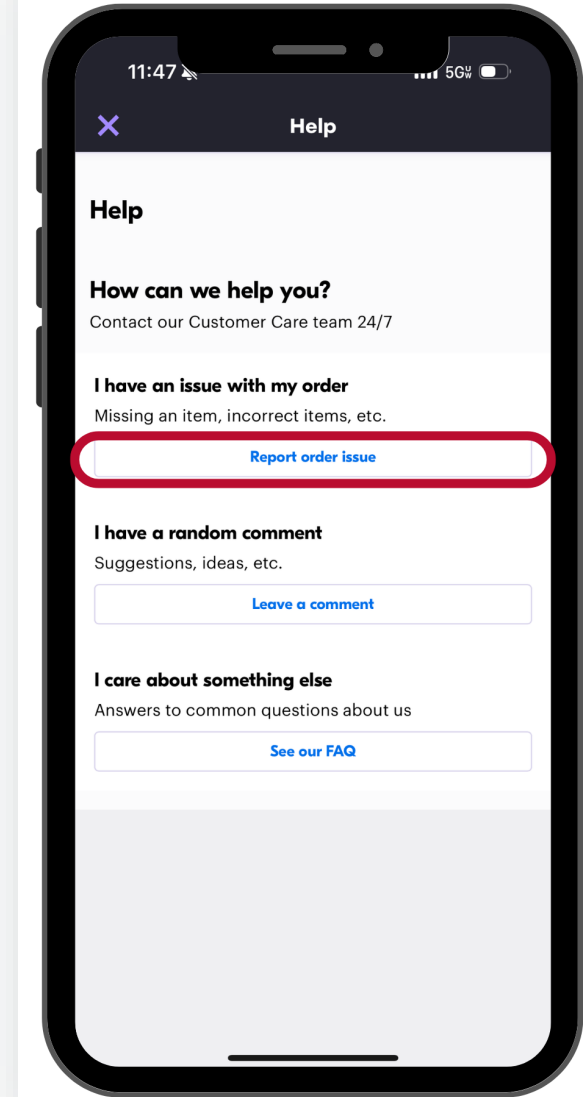 11:47
5G UW
Help
Help
How can we help you?
Contact our Customer Care team 24/7
I have an issue with my order
Missing an item, incorrect items, etc.
Report order issue
I have a random comment
Suggestions, ideas, etc.
Leave a comment
I care about something else
Answers to common questions about us
See our FAQ